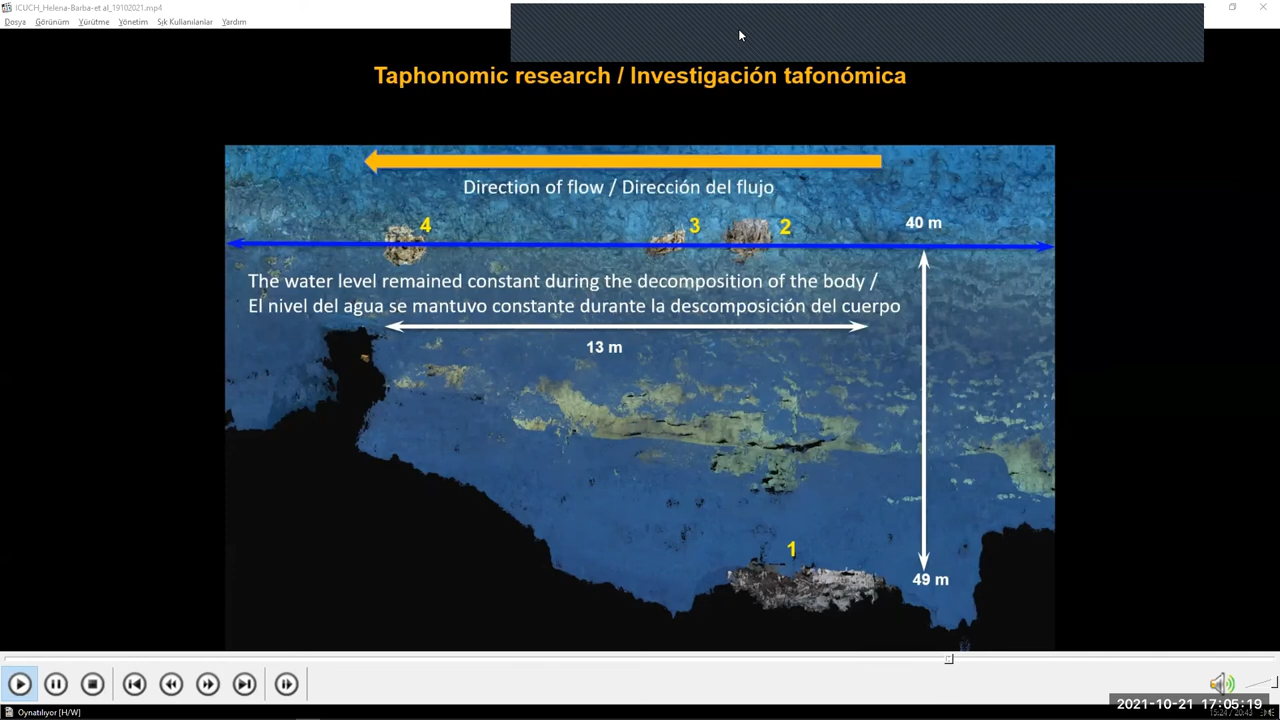 ICUCH_Helena-Barba-et al_19102021.mp4
Dosya Görünüm Yürütme Yönetim Sık Kullanılanlar Yardım
Taphonomic research / Investigación tafonómica
Direction of flow / Dirección del flujo
4
3
2
40 m
The water level remained constant during the decomposition of the body /
El nivel del agua se mantuvo constante durante la descomposición del cuerpo
13 m
1
49 m
2021-10-21 17:05:19
Oynatılıyor [H/W]